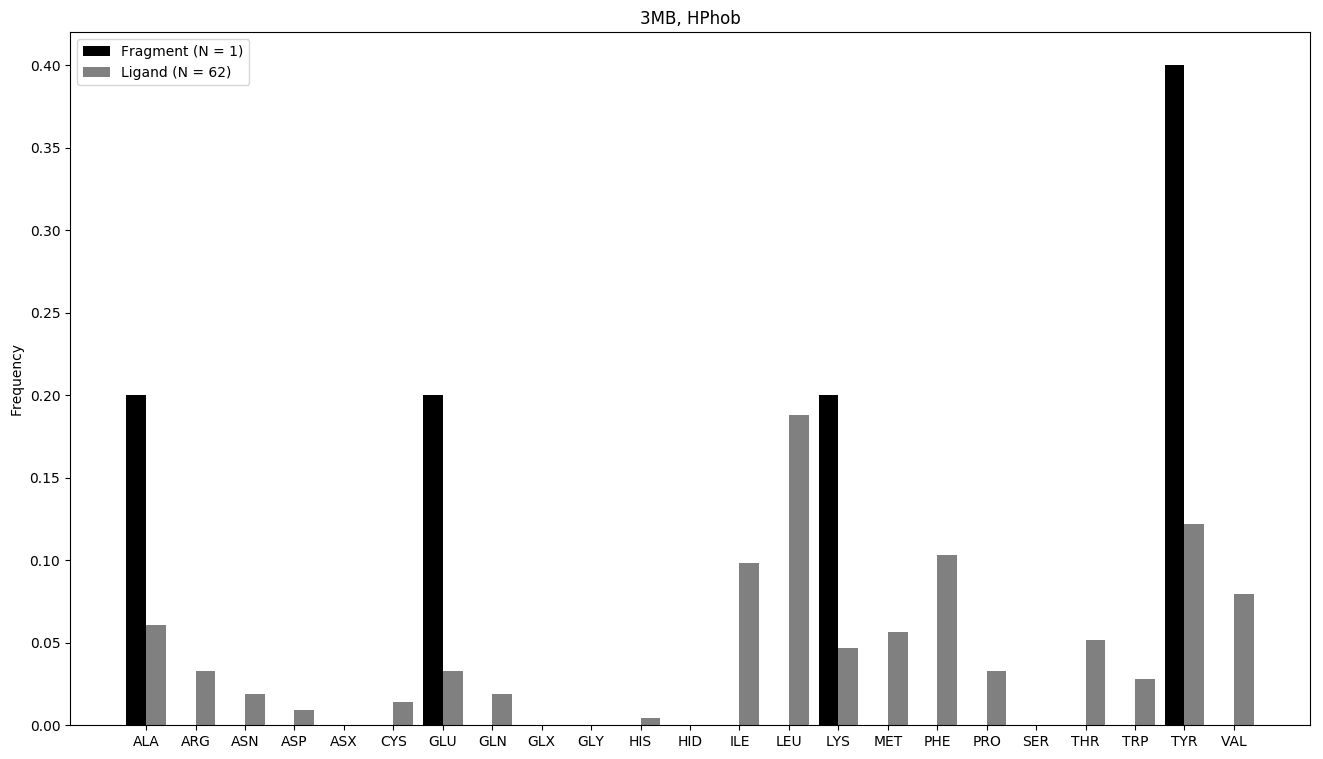 3MB, HPhob
Fragment (N = 1)
Ligand (N = 62)
Frequency
0.40
0.35
0.30
0.25
0.20
0.15
0.10
0.05
0.00
ALA ARG ASN ASP ASX CYS GLU GLN GLX GLY HIS HID ILE LEU LYS MET PHE PRO SER THR TRP TYR VAL